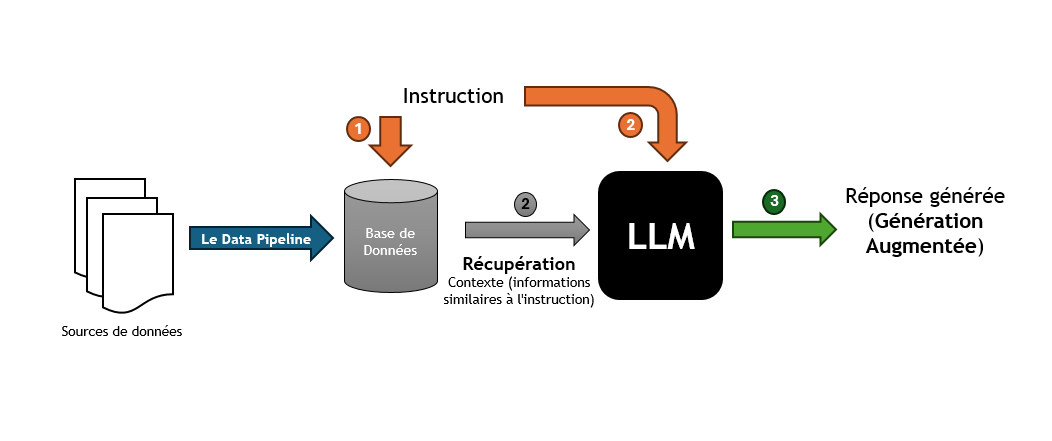 Instruction
1
2
Le Data Pipeline
Base de
Données
2
Récupération
Contexte (informations
similaires à l'instruction)
LLM
3
Réponse générée
(Génération
Augmentée)
Sources de données